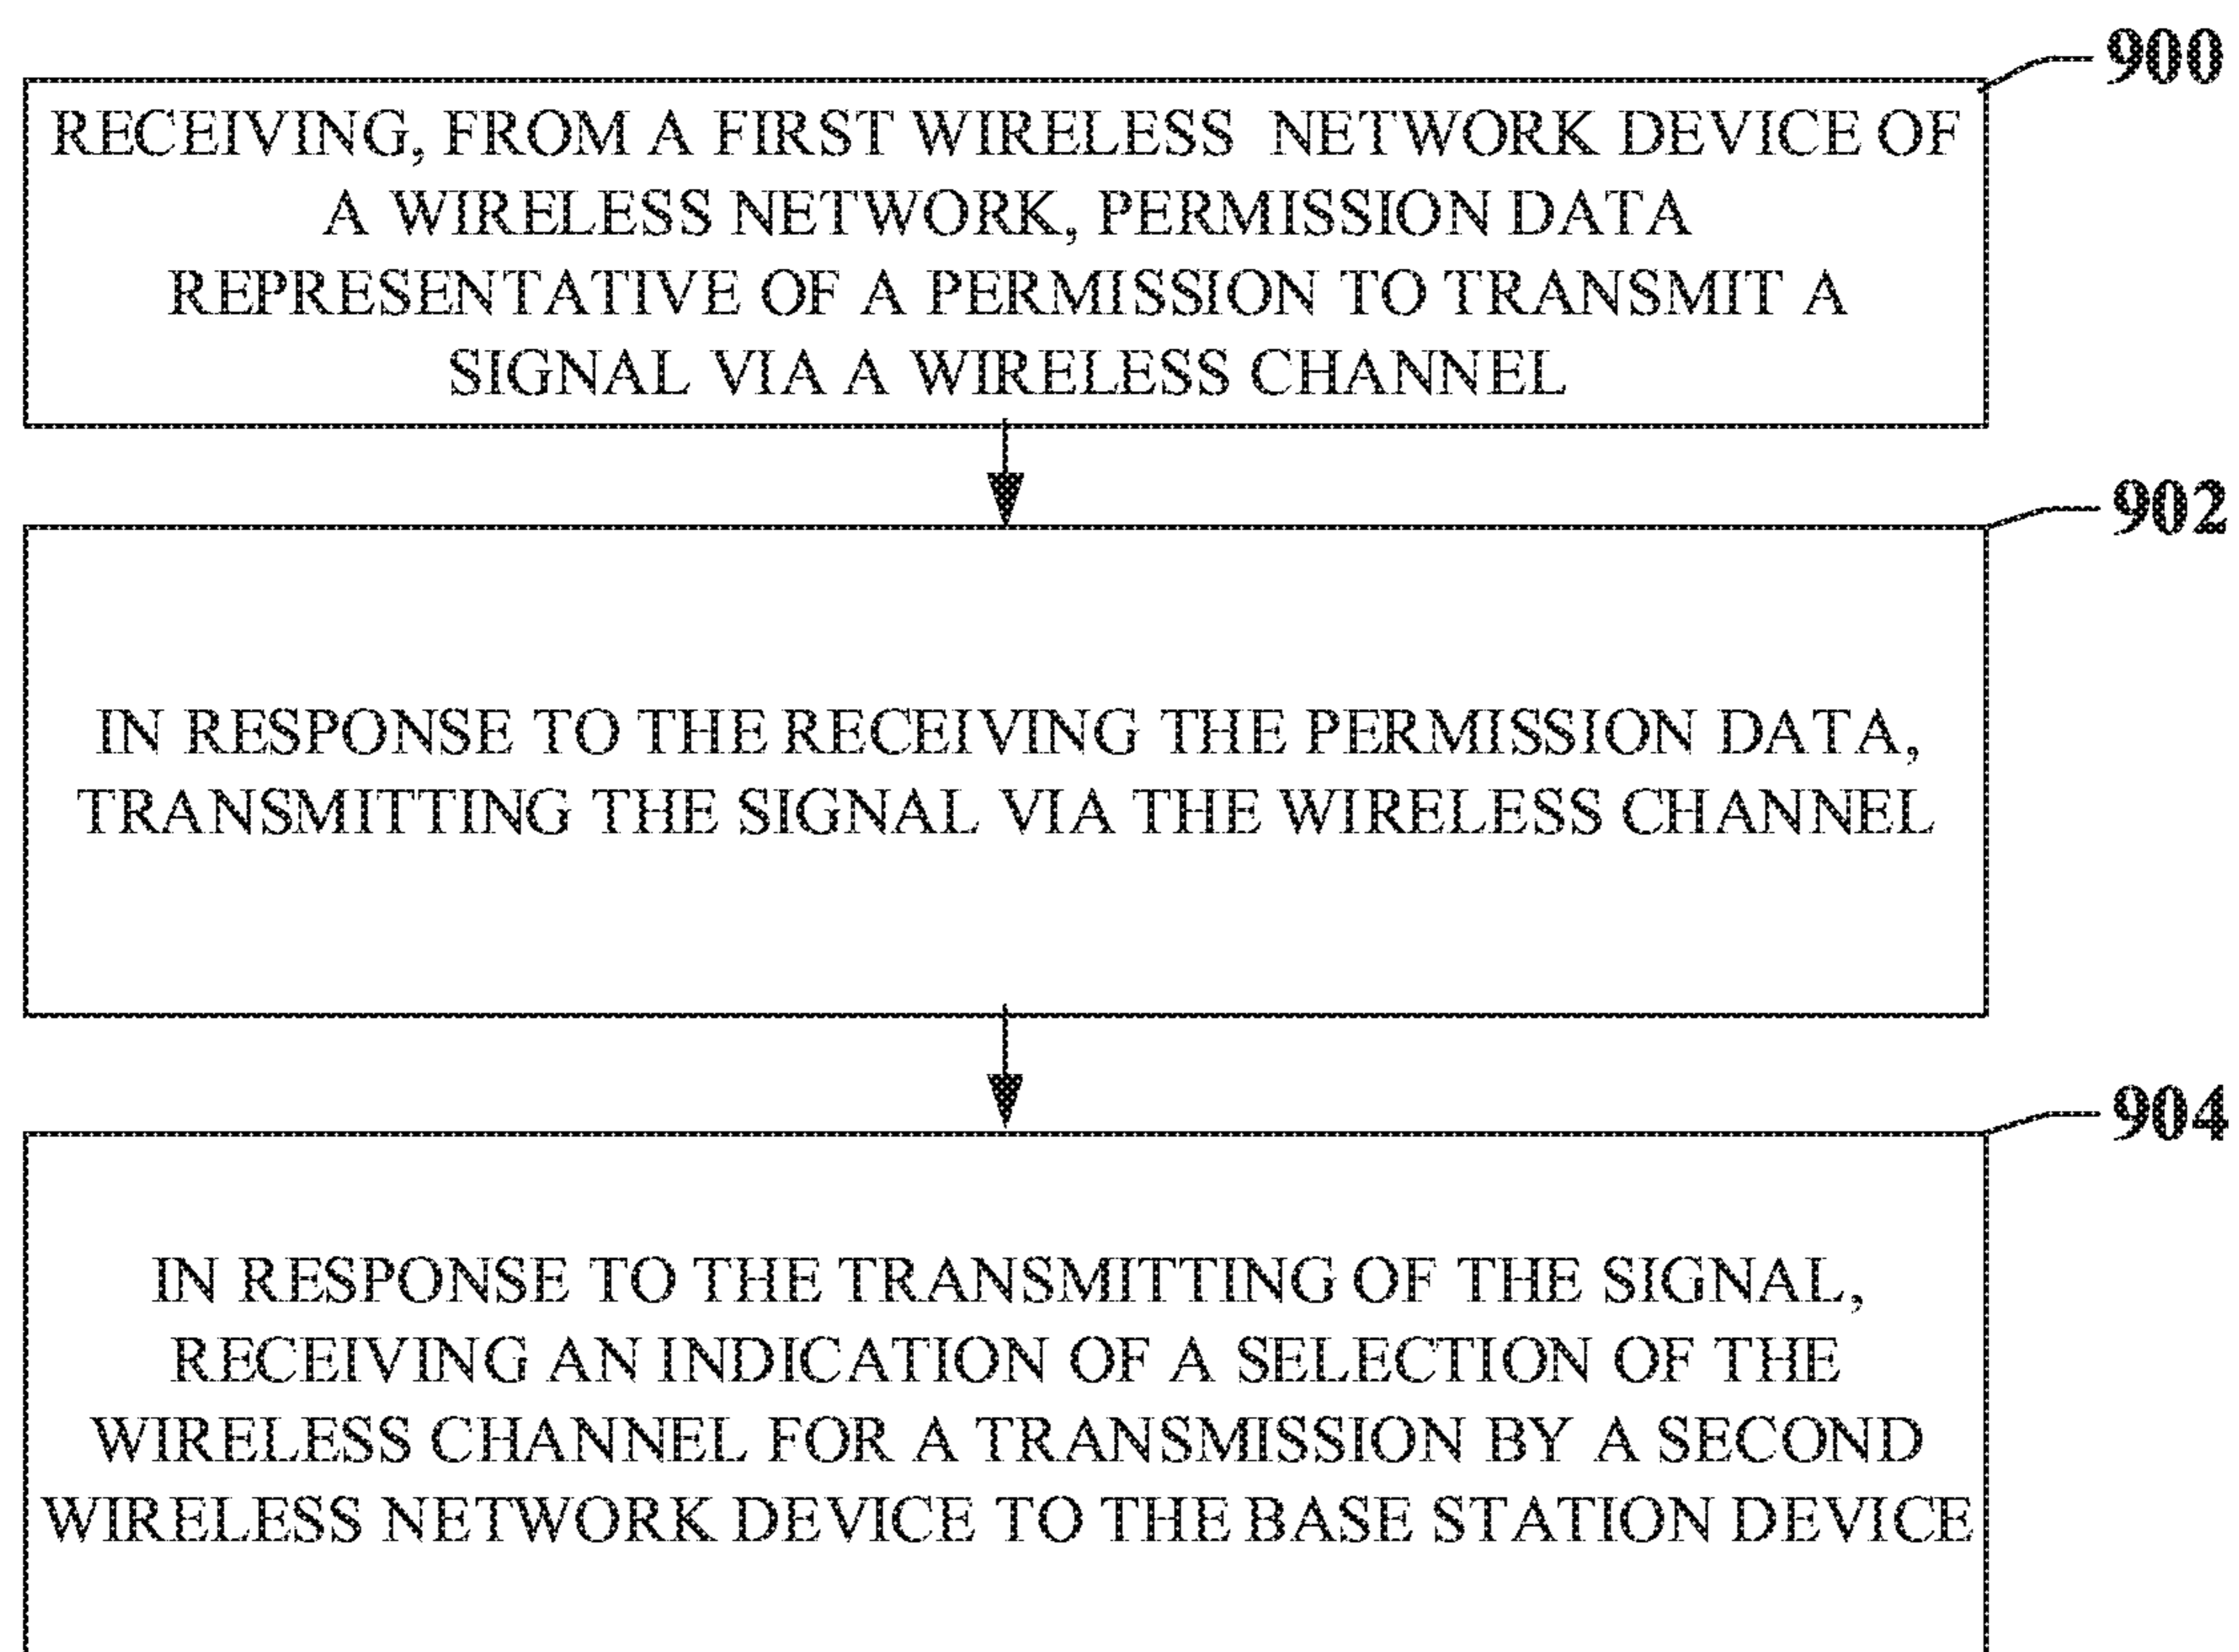 900
RECEIVING, FROM A FIRST WIRELESS NETWORK DEVICE OF
A WIRELESS NETWORK, PERMISSION DATA
REPRESENTATIVE OF A PERMISSION TO TRANSMIT A
SIGNAL VIA A WIRELESS CHANNEL
902
IN RESPONSE TO THE RECEIVING THE PERMISSION DATA,
TRANSMITTING THE SIGNAL VIA THE WIRELESS CHANNEL
904
IN RESPONSE TO THE TRANSMITTING OF THE SIGNAL,
RECEIVING AN INDICATION OF A SELECTION OF THE
WIRELESS CHANNEL FOR A TRANSMISSION BY A SECOND
WIRELESS NETWORK DEVICE TO THE BASE STATION DEVICE